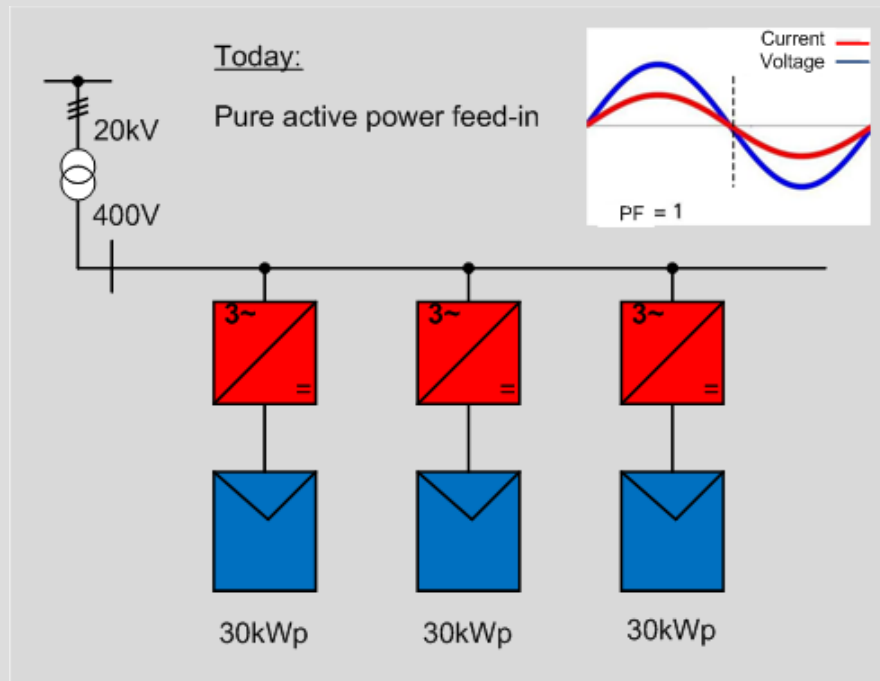 Today:
Pure active power feed-in
Current
Voltage
PF = 1
20kV
400V
3~ 3~ 3~
= = =
30kWp 30kWp 30kWp